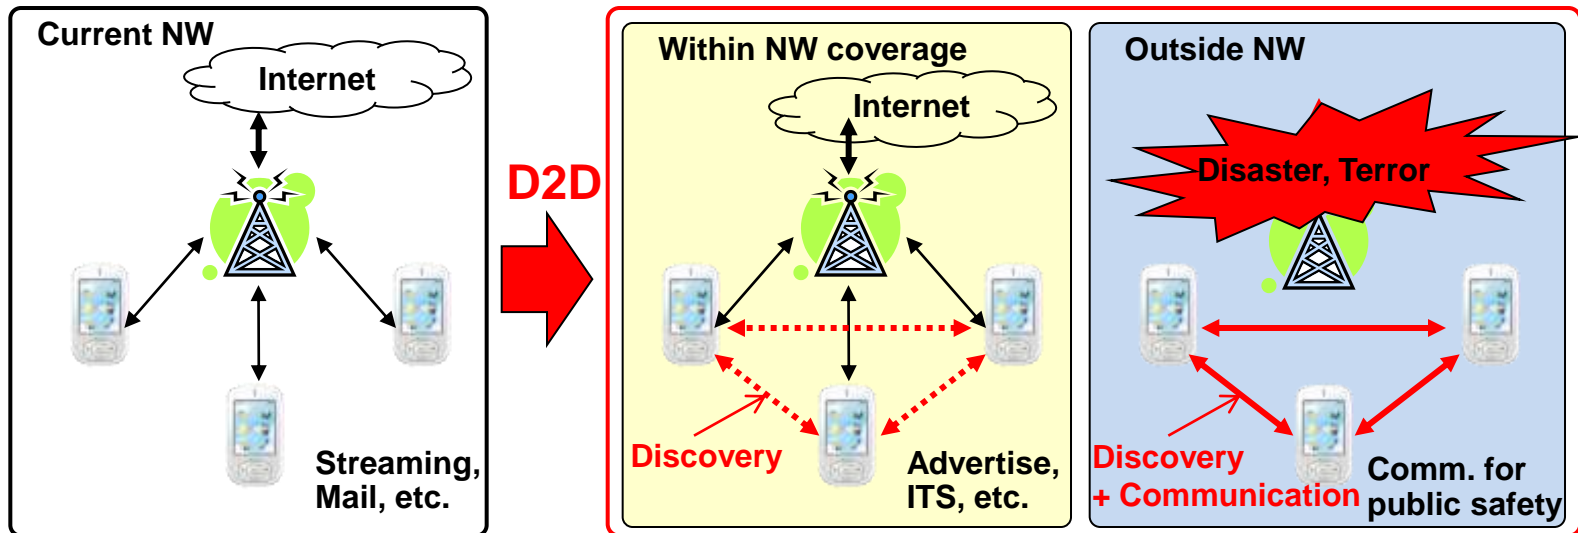 Current NW
Internet
Streaming,
Mail, etc.
D2D
Within NW coverage
Internet
Discovery
Advertise,
ITS, etc.
Outside NW
Disaster, Terror
Discovery
+ Communication
Comm. for
public safety